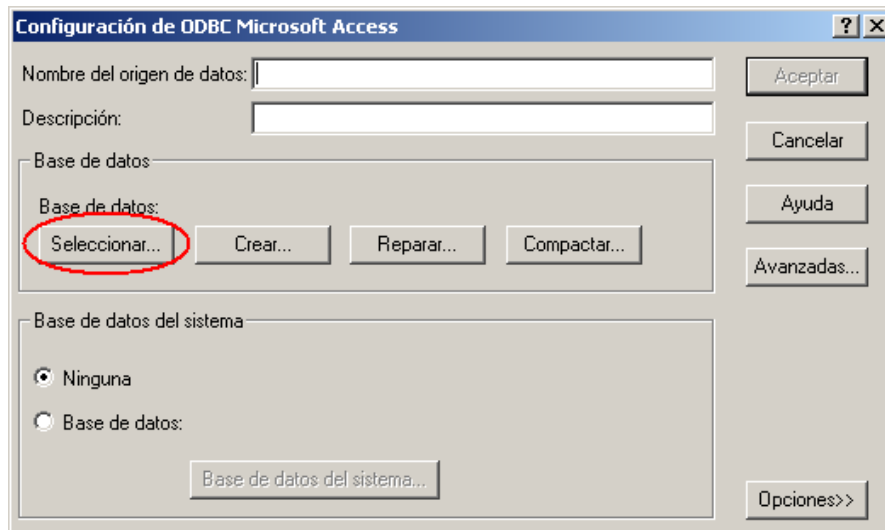 Configuración de ODBC Microsoft Access
Nombre del origen de datos:
Aceptar
Descripción:
Cancelar
Base de datos
Base de datos:
Seleccionar...
Crear...
Reparar...
Compactar...
Ayuda
Avanzadas...
Base de datos del sistema
Ninguna
Base de datos:
Base de datos del sistema...
Opciones>>